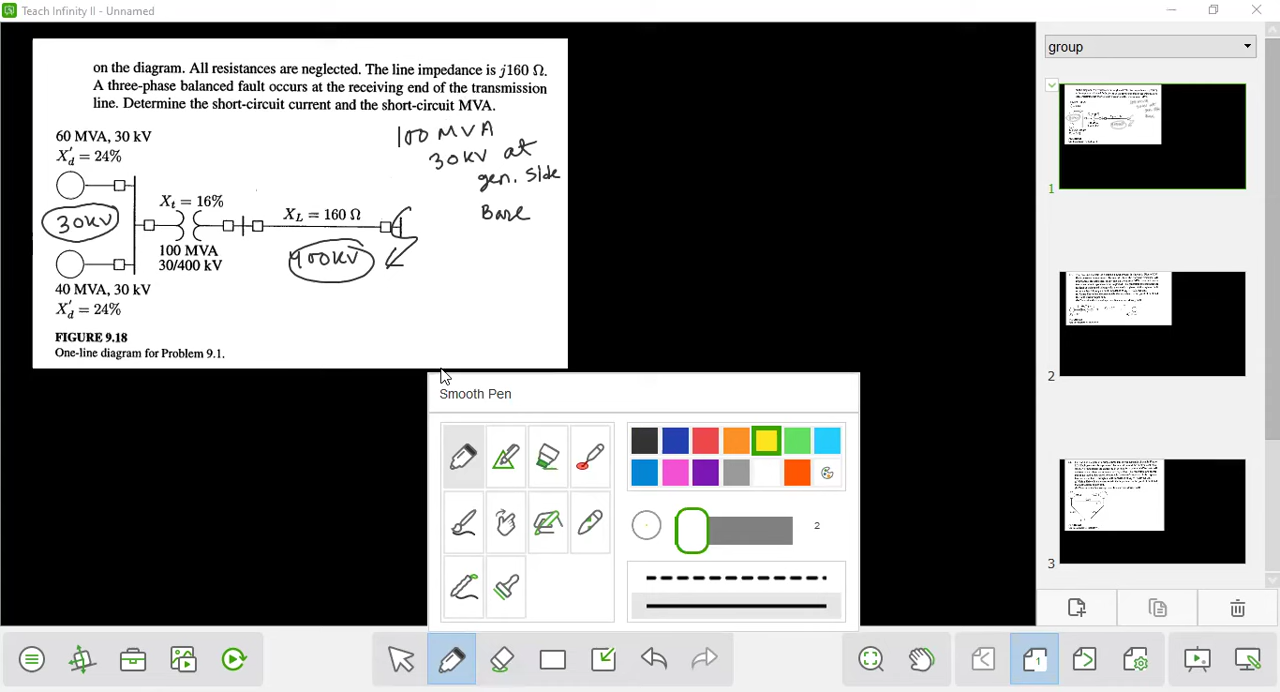 Teach Infinity II - Unnamed
on the diagram. All resistances are neglected. The line impedance is j160 Ω.
A three-phase balanced fault occurs at the receiving end of the transmission
line. Determine the short-circuit current and the short-circuit MVA.
100 MVA
30KV at
gen. side
Base
60 MVA, 30 kV
X'd = 24%
30KV
Xt = 16%
100 MVA
30/400 kV
XL = 160 Ω
400KV
40 MVA, 30 kV
X'd = 24%
FIGURE 9.18
One-line diagram for Problem 9.1.
Smooth Pen
2
group
1
2
3
1